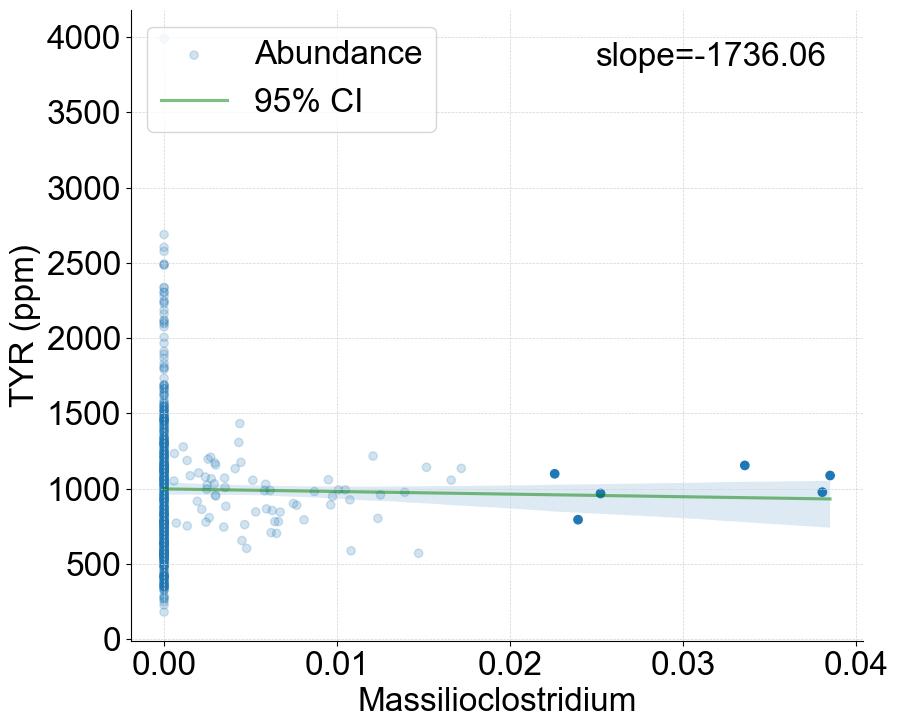 4000
3500
3000
2500
2000
1500
1000
500
0
TYR (ppm)
Abundance
95% CI
slope=-1736.06
0.00 0.01 0.02 0.03 0.04
Massilioclostridium